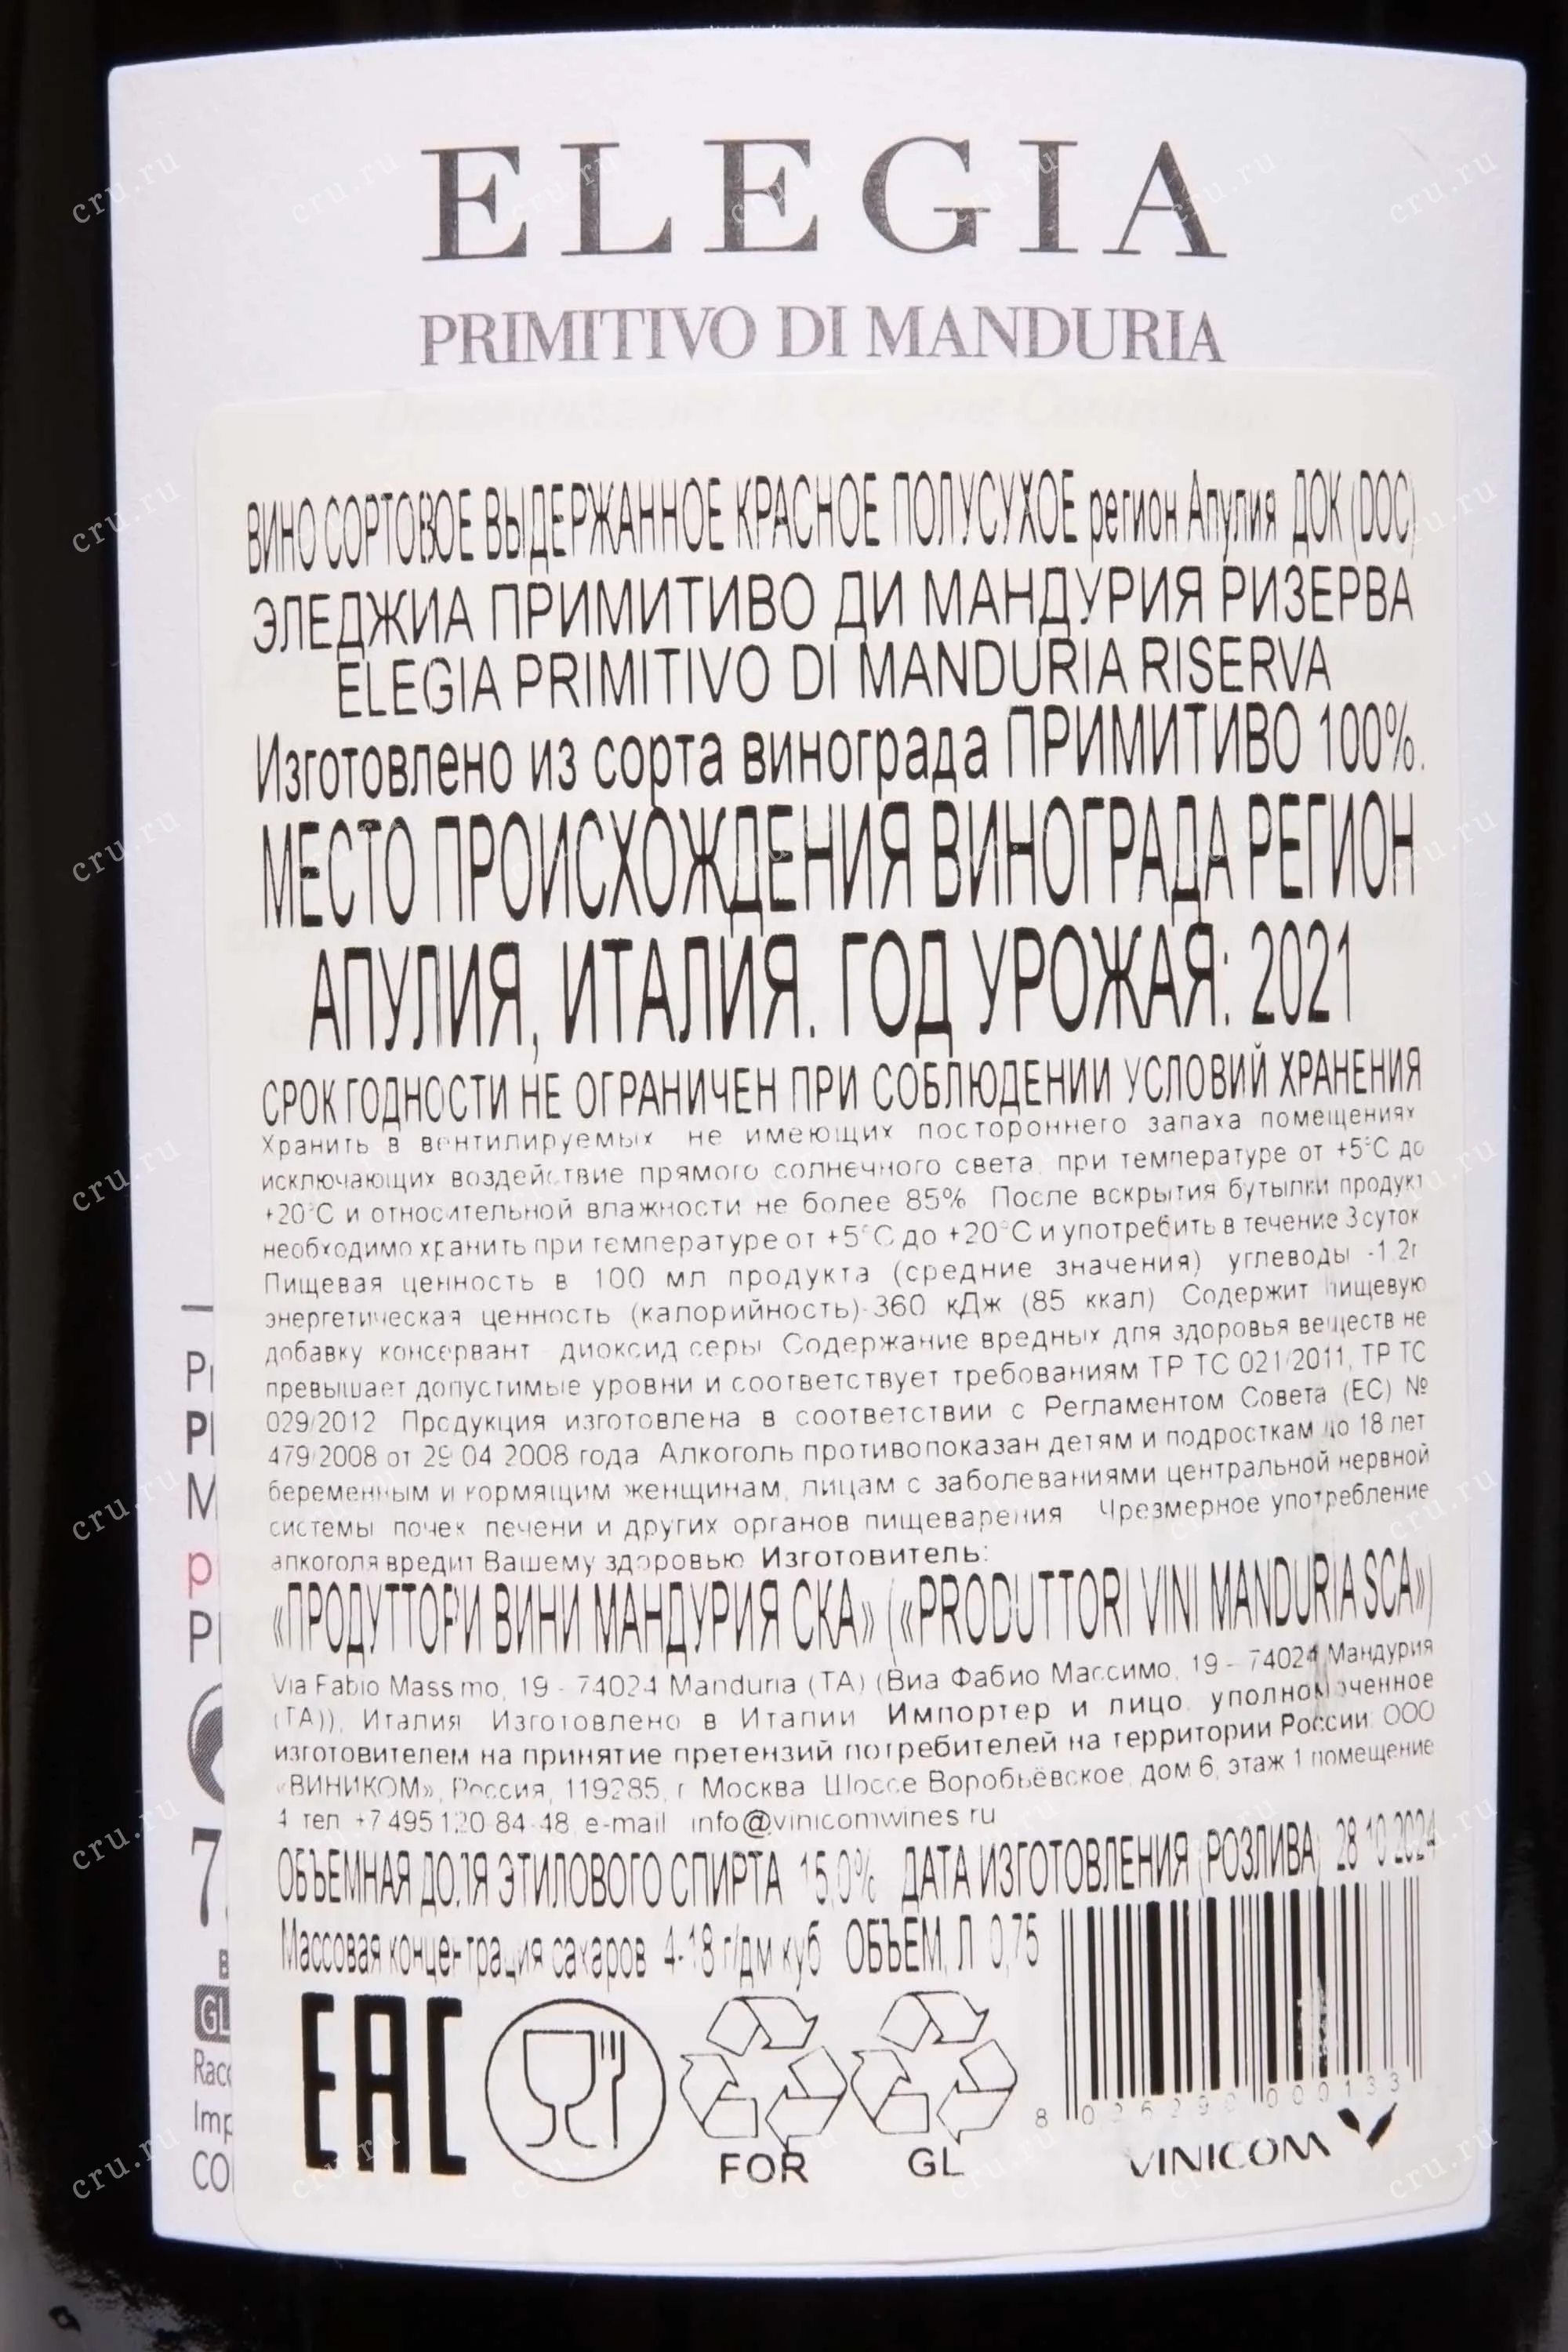 ELEGIA
PRIMITIVO DI MANDURIA
ВИНО СОРТОВОЕ ВЫДЕРЖАННОЕ КРАСНОЕ ПОЛУСУХОЕ регион Апулия ДОК (DOC)
ЭЛЕДЖИА ПРИМИТИВО ДИ МАНДУРИЯ РИЗЕРВА
ELEGIA PRIMITIVO DI MANDURIA RISERVA
Изготовлено из сорта винограда ПРИМИТИВО 100%.
МЕСТО ПРОИСХОЖДЕНИЯ ВИНОГРАДА РЕГИОН
АПУЛИЯ, ИТАЛИЯ. ГОД УРОЖАЯ: 2021
СРОК ГОДНОСТИ НЕ ОГРАНИЧЕН ПРИ СОБЛЮДЕНИИ УСЛОВИЙ ХРАНЕНИЯ
Хранить в вентилируемых не имеющих постороннего запаха помещениях
исключающих воздействие прямого солнечного света, при температуре от +5°С до
+20°С и относительной влажности не более 85% После вскрытия бутылки продукт
необходимо хранить при температуре от +5°С до +20°С и употребить в течение 3 суток
Пищевая ценность в 100 мл продукта (средние значения) углеводы -1.2г
энергетическая ценность (калорийность)-360 кДж (85 ккал) Содержит пищевую
добавку консервант - диоксид серы Содержание вредных для здоровья веществ не
превышает допустимые уровни и соответствует требованиям ТР ТС 021/2011, ТР ТС
029/2012 Продукция изготовлена в соответствии с Регламентом Совета (ЕС) №
479/2008 от 29 04 2008 года Алкоголь противопоказан детям и подросткам до 18 лет
беременным и кормящим женщинам, лицам с заболеваниями центральной нервной
системы почек печени и других органов пищеварения Чрезмерное употребление
алкоголя вредит Вашему здоровью Изготовитель:
«ПРОДУТТОРИ ВИНИ МАНДУРИЯ СКА» («PRODUTTORI VINI MANDURIA SCA»)
Via Fabio Massimo, 19 - 74024 Manduria (TA) (Виа Фабио Массимо, 19 - 74024 Мандурия
(ТА)), Италия Изготовлено в Италии Импортер и лицо, уполномоченное
изготовителем на принятие претензий потребителей на территории России: ООО
«ВИНИКОМ», Россия, 119285, г Москва Шоссе Воробьёвское, дом 6, этаж 1 помещение
4 тел +7 495 120-84-48, e-mail info@vinicomwines ru
ОБЪЕМНАЯ ДОЛЯ ЭТИЛОВОГО СПИРТА 15,0% ДАТА ИЗГОТОВЛЕНИЯ (РОЗЛИВА) 28 10 2024
Массовая концентрация сахаров 4-18 г/дм куб ОБЪЕМ, Л 0,75
EAC
FOR
GL
8 026290 000133
VINICOM